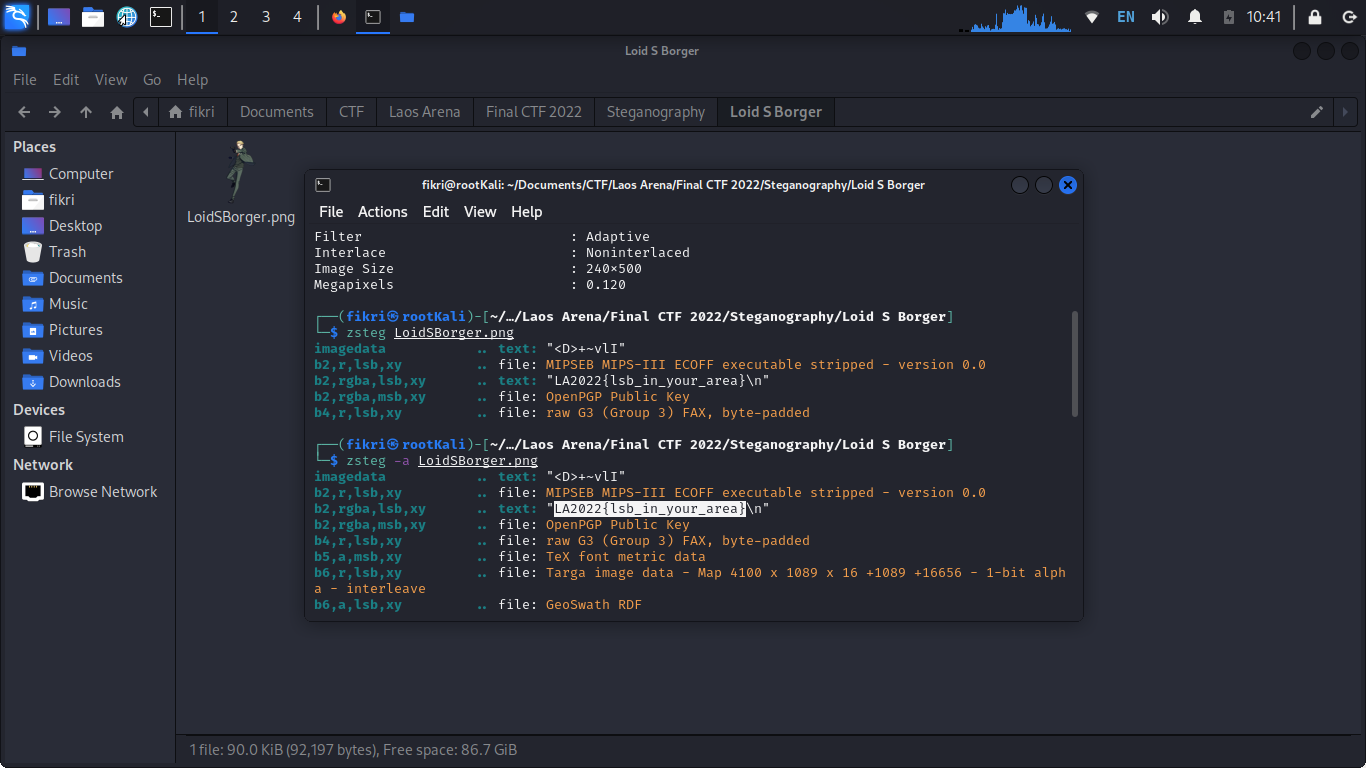 1 2 3 4 EN 10:41
Loid S Borger
File Edit View Go Help
fikri Documents CTF Laos Arena Final CTF 2022 Steganography Loid S Borger
Places
Computer
fikri
Desktop
Trash
Documents
Music
Pictures
Videos
Downloads
Devices
File System
Network
Browse Network
LoidSBorger.png
fikri@rootKali: ~/Documents/CTF/Laos Arena/Final CTF 2022/Steganography/Loid S Borger
File Actions Edit View Help
Filter : Adaptive
Interlace : Noninterlaced
Image Size : 240×500
Megapixels : 0.120
┌──(fikri㉿rootKali)-[~/…/Laos Arena/Final CTF 2022/Steganography/Loid S Borger]
└─$ zsteg LoidSBorger.png
imagedata .. text: "<D>+~vlI"
b2,r,lsb,xy .. file: MIPSEB MIPS-III ECOFF executable stripped - version 0.0
b2,rgba,lsb,xy .. text: "LA2022{lsb_in_your_area}\n"
b2,rgba,msb,xy .. file: OpenPGP Public Key
b4,r,lsb,xy .. file: raw G3 (Group 3) FAX, byte-padded
┌──(fikri㉿rootKali)-[~/…/Laos Arena/Final CTF 2022/Steganography/Loid S Borger]
└─$ zsteg -a LoidSBorger.png
imagedata .. text: "<D>+~vlI"
b2,r,lsb,xy .. file: MIPSEB MIPS-III ECOFF executable stripped - version 0.0
b2,rgba,lsb,xy .. text: "LA2022{lsb_in_your_area}\n"
b2,rgba,msb,xy .. file: OpenPGP Public Key
b4,r,lsb,xy .. file: raw G3 (Group 3) FAX, byte-padded
b5,a,msb,xy .. file: TeX font metric data
b6,r,lsb,xy .. file: Targa image data - Map 4100 x 1089 x 16 +1089 +16656 - 1-bit alph
a - interleave
b6,a,lsb,xy .. file: GeoSwath RDF
1 file: 90.0 KiB (92,197 bytes), Free space: 86.7 GiB